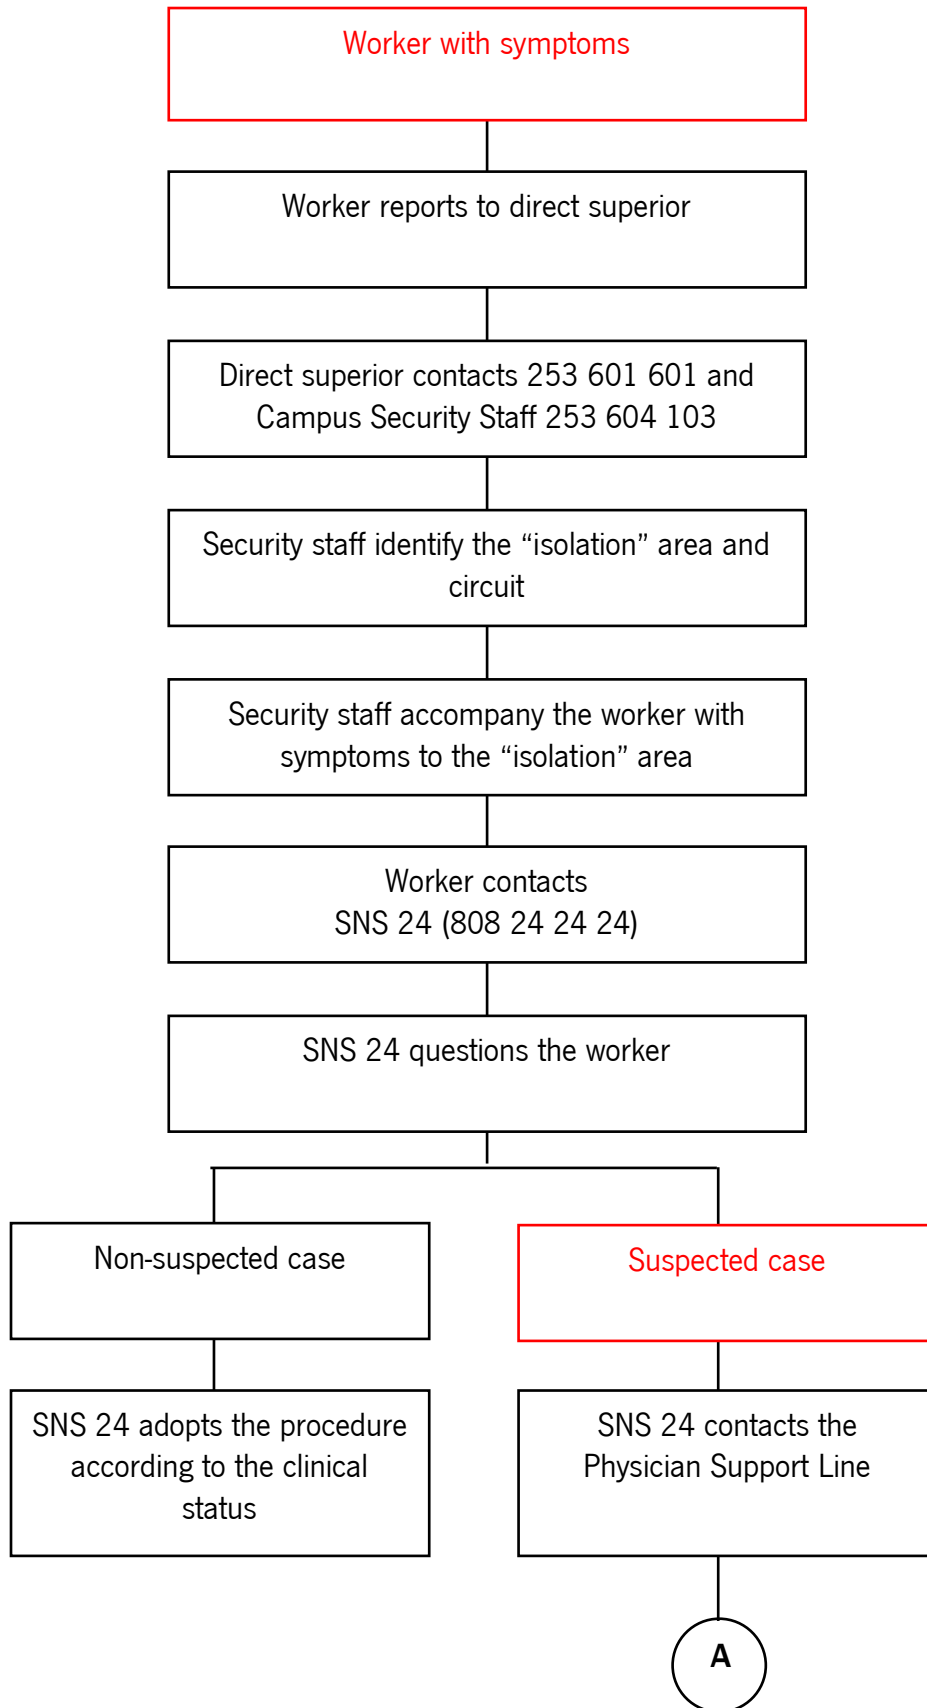 Worker with symptoms
Worker reports to direct superior
Direct superior contacts 253 601 601 and
Campus Security Staff 253 604 103
Security staff identify the “isolation” area and
circuit
Security staff accompany the worker with
symptoms to the “isolation” area
Worker contacts
SNS 24 (808 24 24 24)
SNS 24 questions the worker
Non-suspected case
Suspected case
SNS 24 adopts the procedure
according to the clinical
status
SNS 24 contacts the
Physician Support Line
A